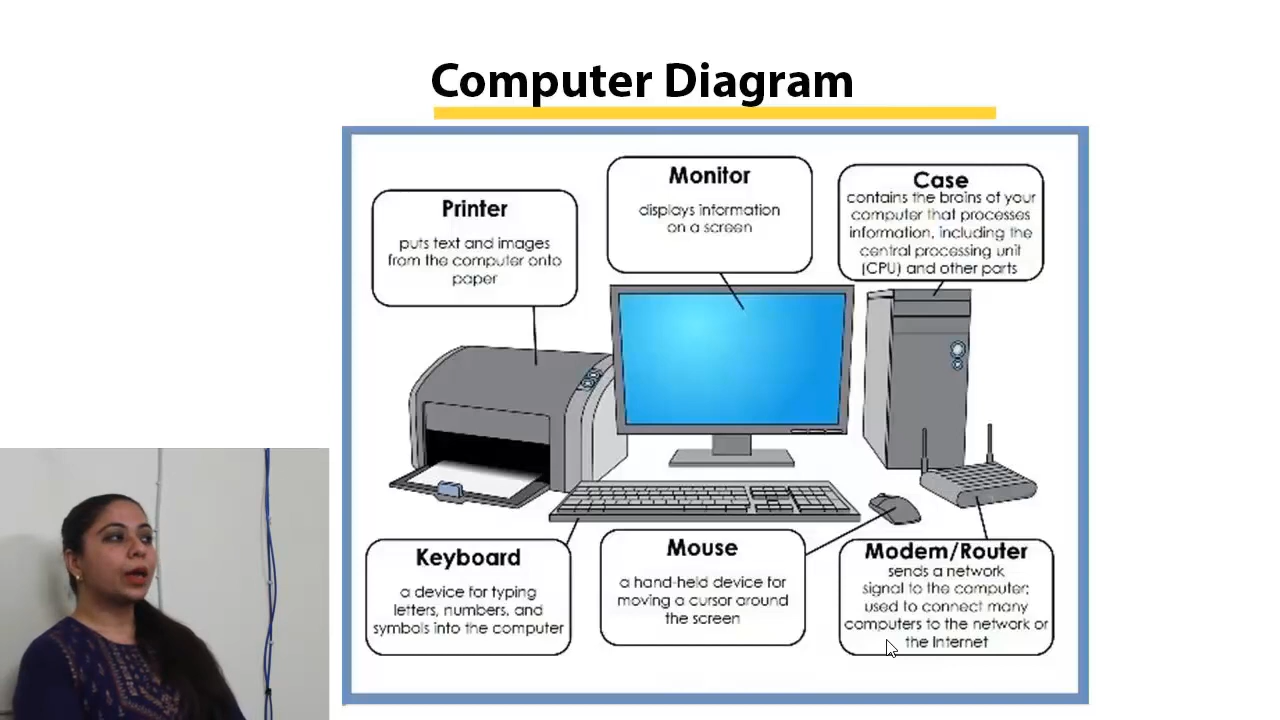 Computer Diagram
Printer
puts text and images
from the computer onto
paper
Monitor
displays information
on a screen
Case
contains the brains of your
computer that processes
information, including the
central processing unit
(CPU) and other parts
Keyboard
a device for typing
letters, numbers, and
symbols into the computer
Mouse
a hand-held device for
moving a cursor around
the screen
Modem/Router
sends a network
signal to the computer;
used to connect many
computers to the network or
the Internet